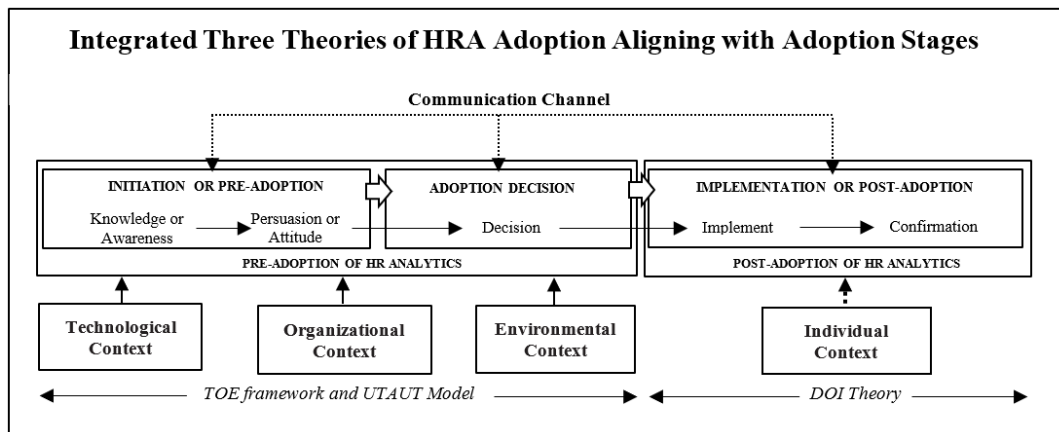 Integrated Three Theories of HRA Adoption Aligning with Adoption Stages
Communication Channel
INITIATION OR PRE-ADOPTION
ADOPTION DECISION
IMPLEMENTATION OR POST-ADOPTION
Knowledge or
Awareness
Persuasion or
Attitude
Decision
Implement
Confirmation
PRE-ADOPTION OF HR ANALYTICS
POST-ADOPTION OF HR ANALYTICS
Technological
Context
Organizational
Context
Environmental
Context
Individual
Context
TOE framework and UTAUT Model
DOI Theory